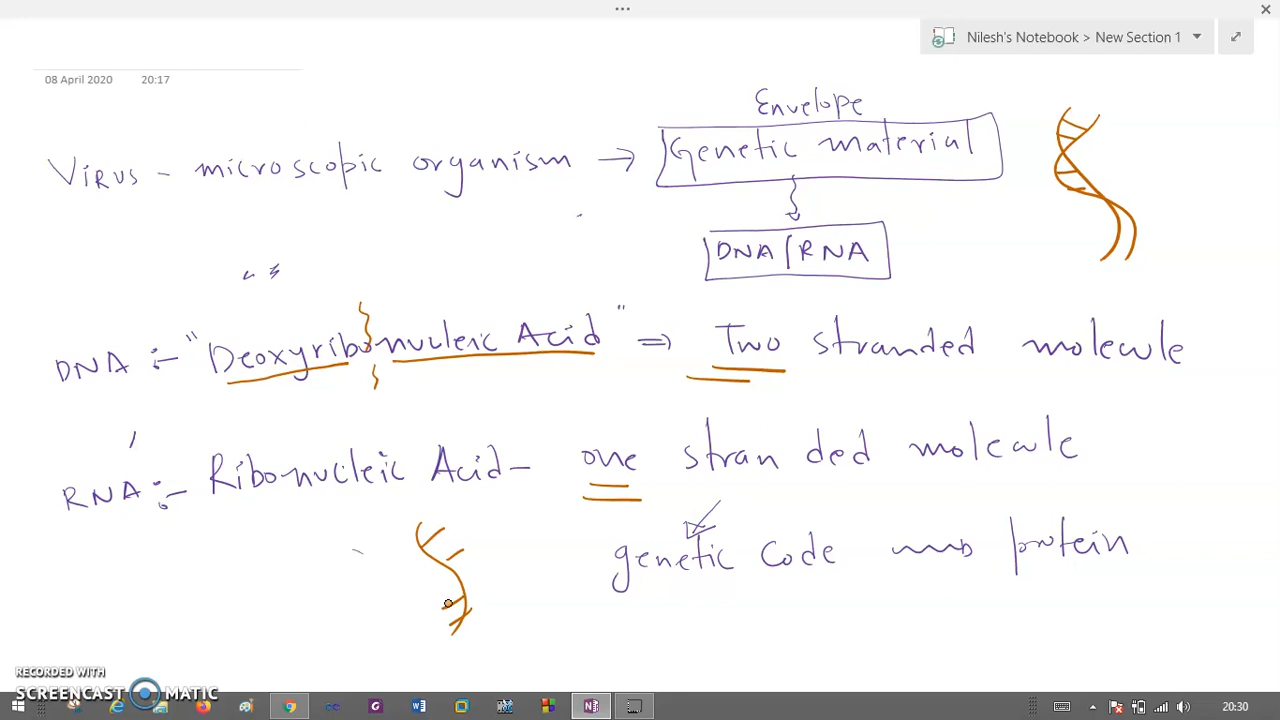 Nilesh's Notebook > New Section 1
08 April 2020 20:17
Envelope
Virus - microscopic organism → Genetic material
DNA/RNA
DNA :- "Deoxyribonucleic Acid" ⇒ Two stranded molecule
RNA :- Ribonucleic Acid - one stranded molecule
genetic Code protein
RECORDED WITH
SCREENCAST MATIC
20:30